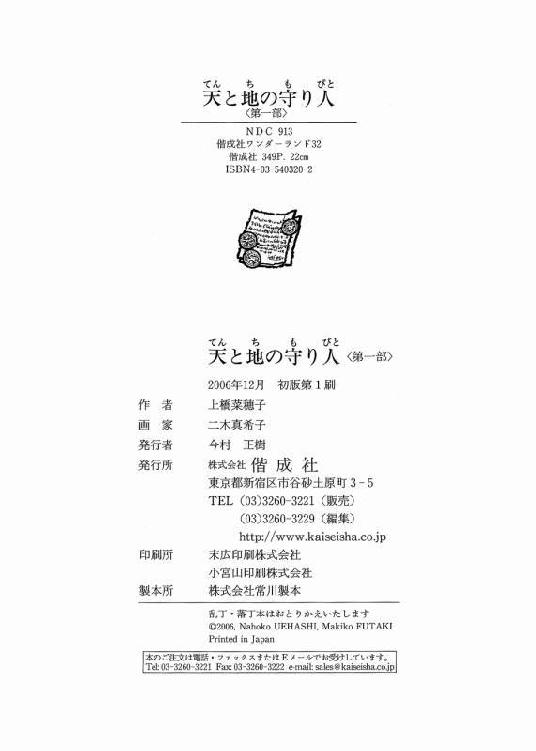 てん ち も びと
天と地の守り人
〈第一部〉
NDC 913
偕成社ワンダーランド32
偕成社 349P. 22cm
ISBN4-03-540320-2
てん ち も びと
天と地の守り人〈第一部〉
2006年12月 初版第1刷
作 者 上橋菜穂子
画 家 二木真希子
発行者 今村 正樹
発行所 株式会社 偕成社
東京都新宿区市谷砂土原町3-5
TEL (03)3260-3221〔販売〕
(03)3260-3229〔編集〕
http://www.kaiseisha.co.jp
印刷所 末広印刷株式会社
小宮山印刷株式会社
製本所 株式会社常川製本
乱丁・落丁本はおとりかえいたします
©2006, Nahoko UEHASHI, Makiko FUTAKI
Printed in Japan
本のご注文は電話・ファックスまたはEメールでお受けしています。
Tel: 03-3260-3221 Fax: 03-3260-3222 e-mail: sales@kaiseisha.co.jp